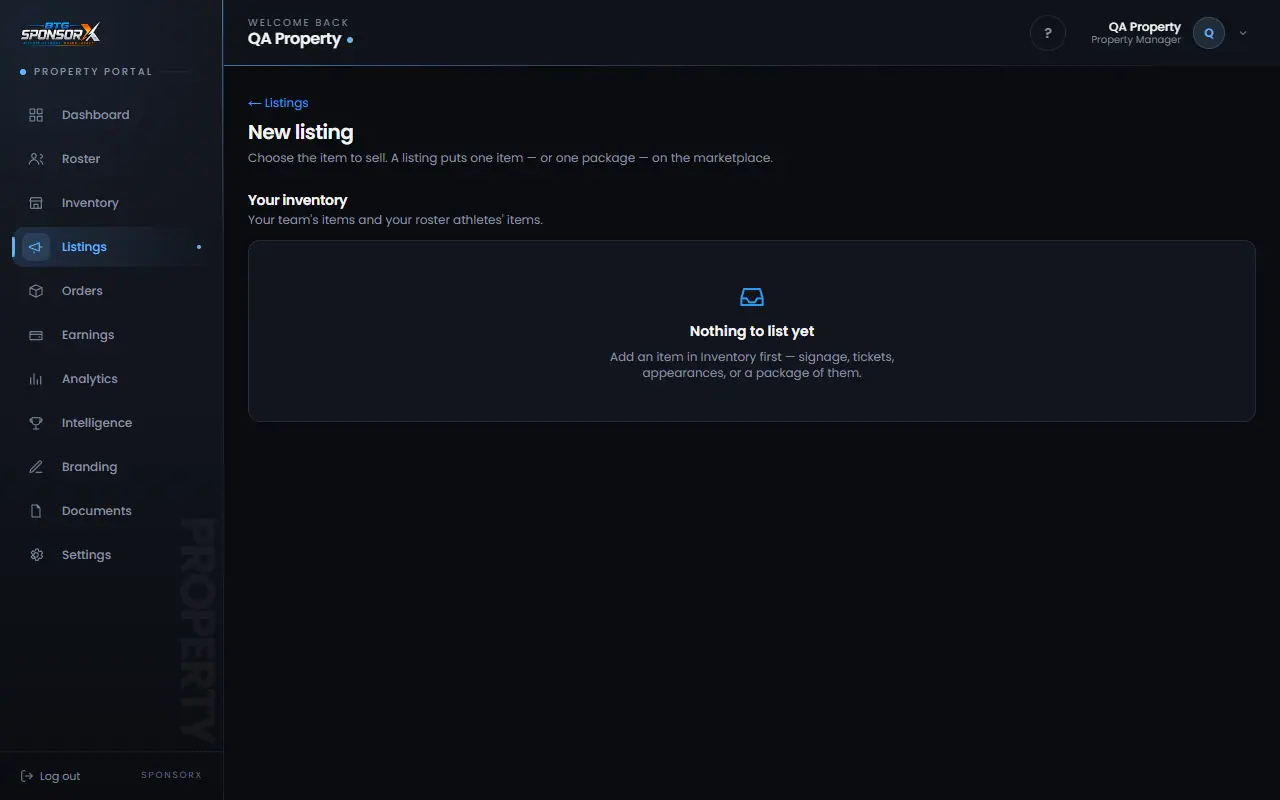 BTG
SPONSORX
PROPERTY PORTAL
Dashboard
Roster
Inventory
Listings
Orders
Earnings
Analytics
Intelligence
Branding
Documents
Settings
PROPERTY
Log out
SPONSORX
WELCOME BACK
QA Property
?
QA Property
Property Manager
Q
← Listings
New listing
Choose the item to sell. A listing puts one item — or one package — on the marketplace.
Your inventory
Your team's items and your roster athletes' items.
Nothing to list yet
Add an item in Inventory first — signage, tickets,
appearances, or a package of them.